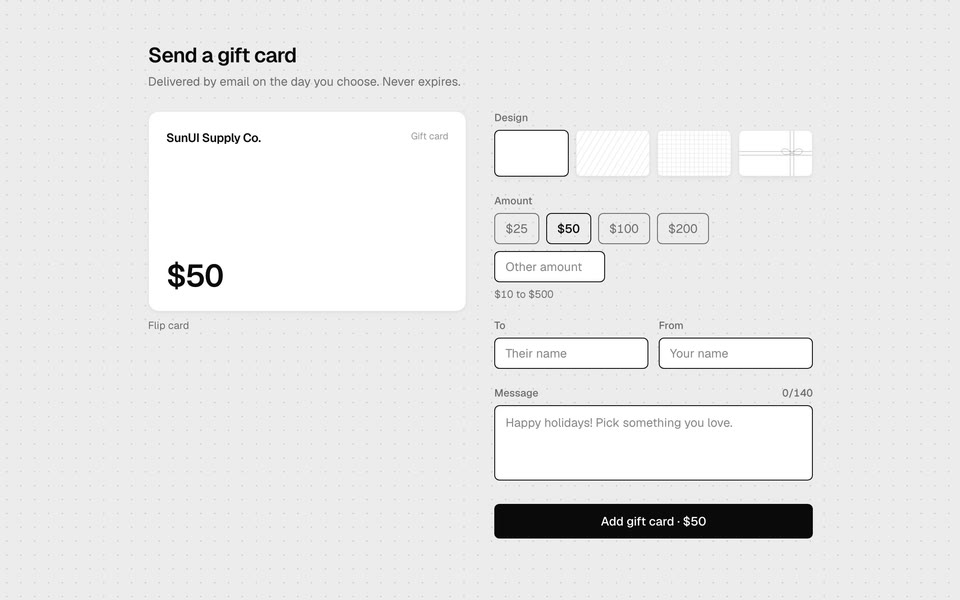 Send a gift card
Delivered by email on the day you choose. Never expires.
SunUI Supply Co.
Gift card
$50
Flip card
Design
Amount
$25
$50
$100
$200
Other amount
$10 to $500
To
From
Their name
Your name
Message
0/140
Happy holidays! Pick something you love.
Add gift card · $50